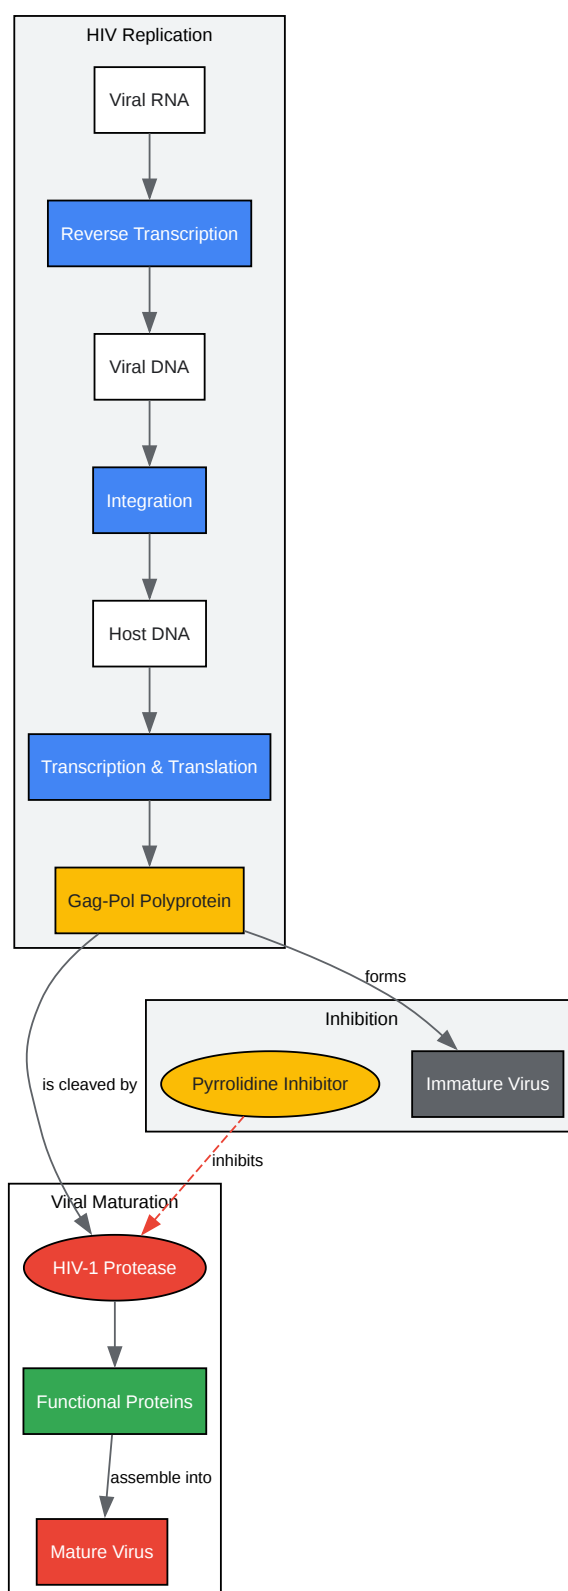 HIV Replication
Viral RNA
Reverse Transcription
Viral DNA
Integration
Host DNA
Transcription & Translation
Gag-Pol Polyprotein
forms
Inhibition
Pyrrolidine Inhibitor
Immature Virus
is cleaved by
inhibits
Viral Maturation
HIV-1 Protease
Functional Proteins
assemble into
Mature Virus